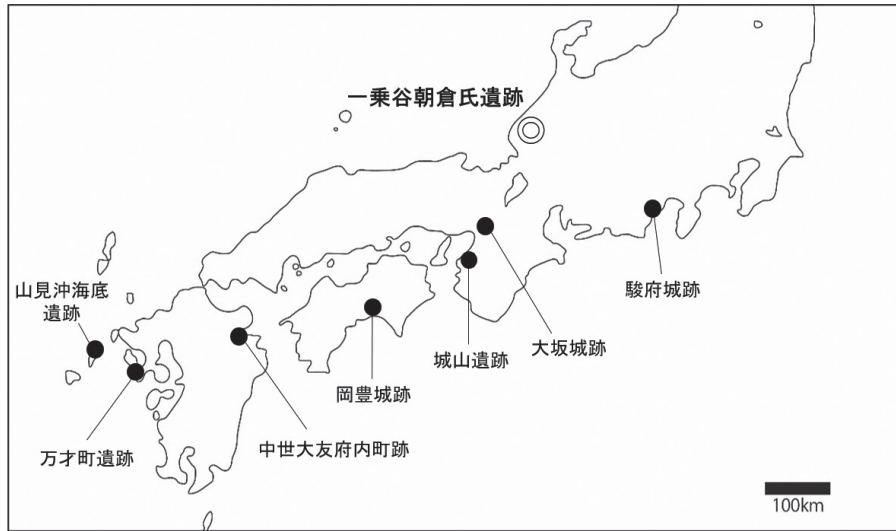 一乗谷朝倉氏遺跡
山見沖海底
遺跡
駿府城跡
大坂城跡
城山遺跡
岡豊城跡
中世大友府内町跡
万才町遺跡
100km